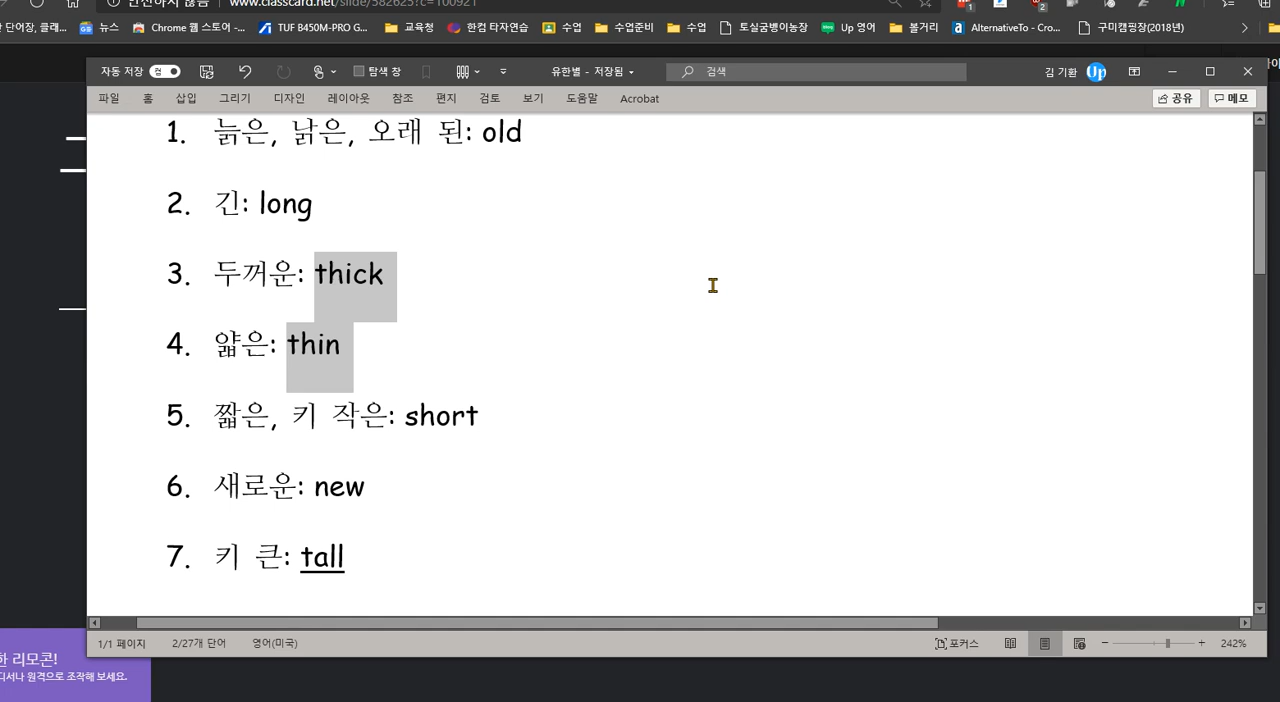 www.classcard.net/slide/582625?c=100921
단어장, 클래... 뉴스 Chrome 웹 스토어 -... TUF B450M-PRO G... 교육청 한컴 타자연습 수업 수업준비 수업 토실굼벵이농장 Up 영어 볼거리 AlternativeTo - Cro... 구미캠핑장(2018년)
자동 저장 컴 탐색 창 유한별 - 저장됨 검색 김 기환 Up
파일 홈 삽입 그리기 디자인 레이아웃 참조 편지 검토 보기 도움말 Acrobat 공유 메모
1. 늙은, 낡은, 오래 된: old
2. 긴: long
3. 두꺼운: thick
4. 얇은: thin
5. 짧은, 키 작은: short
6. 새로운: new
7. 키 큰: tall
1/1 페이지 2/27개 단어 영어(미국) 포커스 242%
한 리모콘!
디서나 원격으로 조작해 보세요.